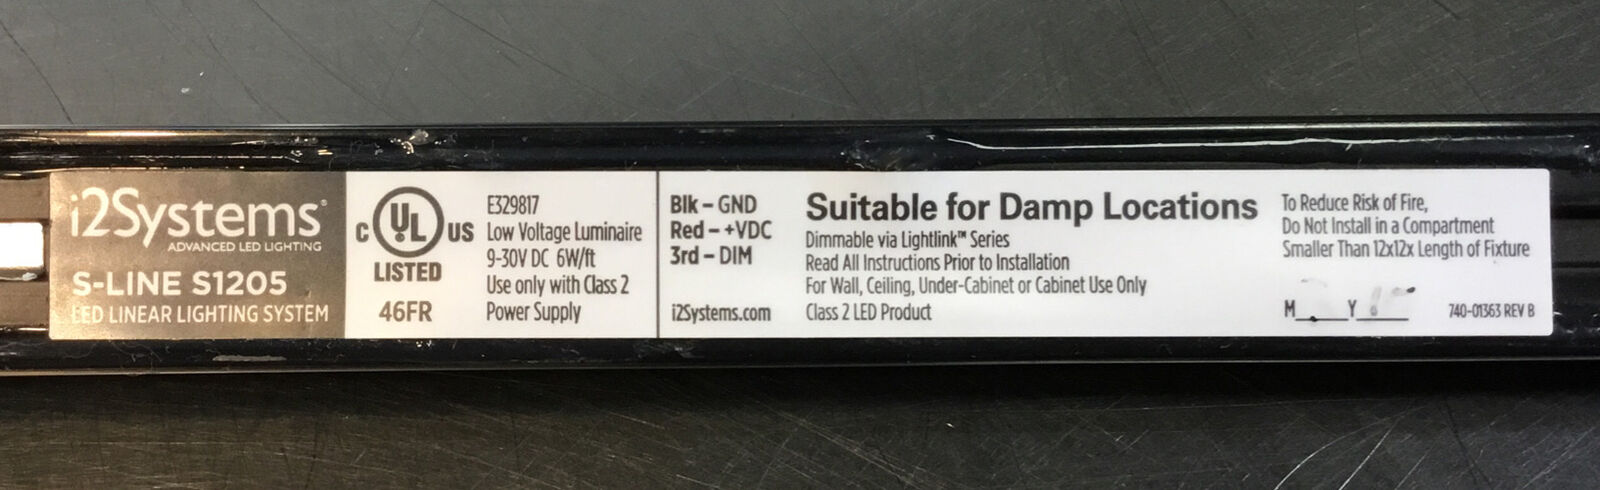 i2Systems®
ADVANCED LED LIGHTING
S-LINE S1205
LED LINEAR LIGHTING SYSTEM
C UL US
LISTED
46FR
E329817
Low Voltage Luminaire
9-30V DC 6W/ft
Use only with Class 2
Power Supply
Blk – GND
Red – +VDC
3rd – DIM
i2Systems.com
Suitable for Damp Locations
Dimmable via Lightlink™ Series
Read All Instructions Prior to Installation
For Wall, Ceiling, Under-Cabinet or Cabinet Use Only
Class 2 LED Product
To Reduce Risk of Fire,
Do Not Install in a Compartment
Smaller Than 12x12x Length of Fixture
M____Y____
740-01363 REV B